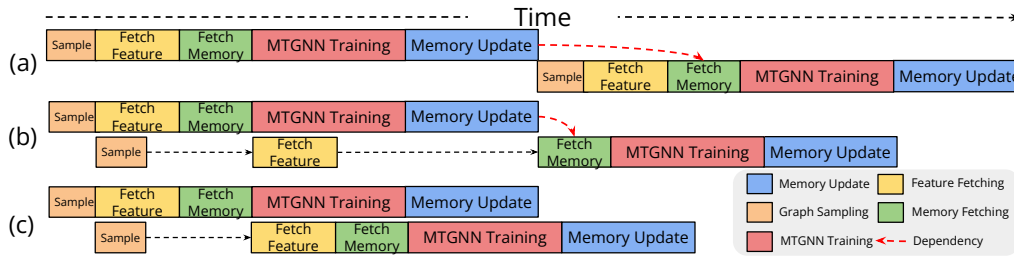 Time
(a)
Sample Fetch Feature Fetch Memory MTGNN Training Memory Update
Sample Fetch Feature Fetch Memory MTGNN Training Memory Update
(b)
Sample Fetch Feature Fetch Memory MTGNN Training Memory Update
Sample Fetch Feature Fetch Memory MTGNN Training Memory Update
(c)
Sample Fetch Feature Fetch Memory MTGNN Training Memory Update
Sample Fetch Feature Fetch Memory MTGNN Training Memory Update
Memory Update Feature Fetching
Graph Sampling Memory Fetching
MTGNN Training Dependency